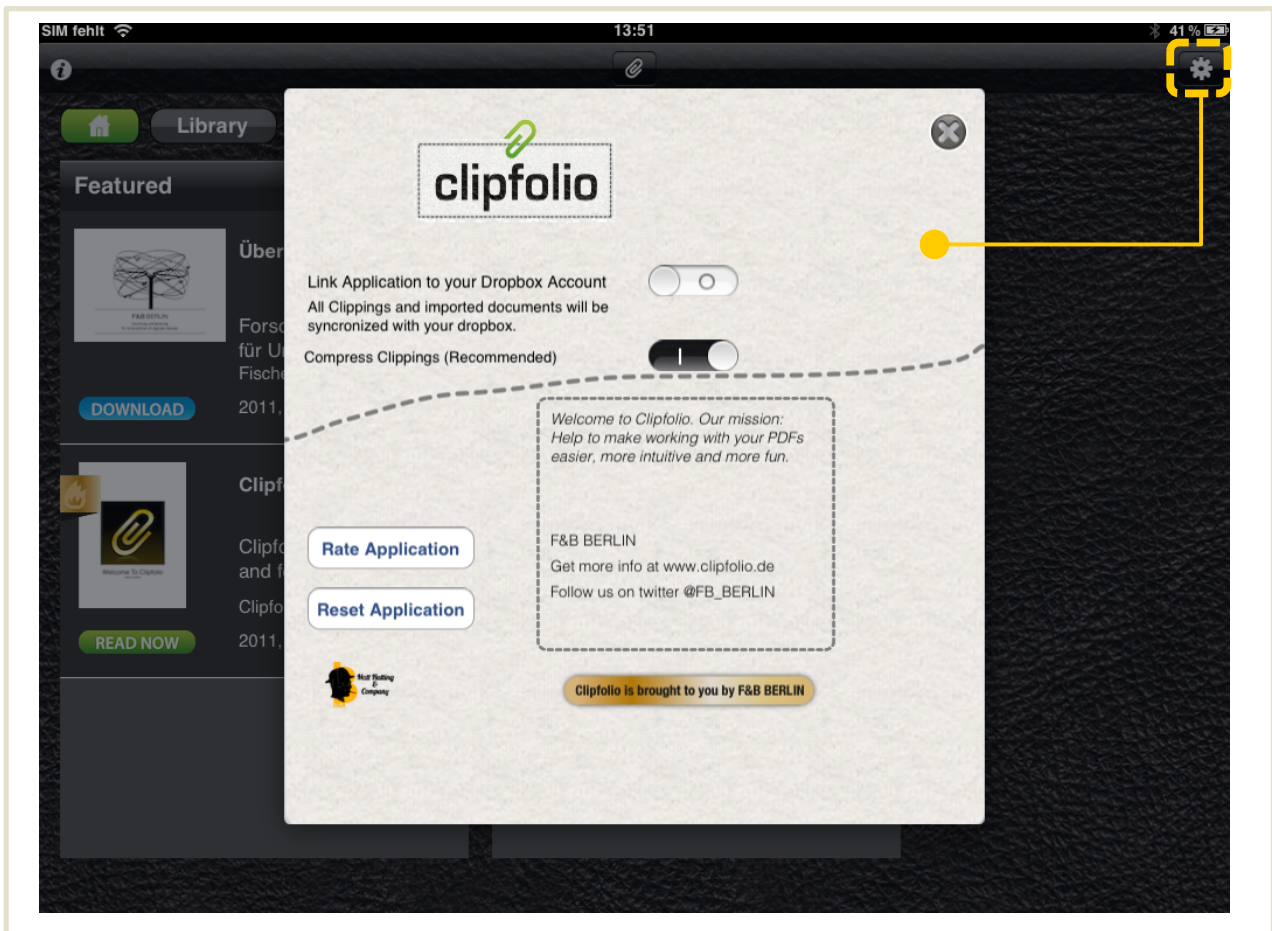 SIM fehlt
13:51
41 %
Library
clipfolio
Featured
Über
F&B BERLIN
Forsc
für Un
Fische
DOWNLOAD
2011,
Link Application to your Dropbox Account
All Clippings and imported documents will be
syncronized with your dropbox.
Compress Clippings (Recommended)
Clipf
Welcome To Clipfolio
Clipfo
and f
Clipfo
READ NOW
2011,
Welcome to Clipfolio. Our mission:
Help to make working with your PDFs
easier, more intuitive and more fun.
F&B BERLIN
Get more info at www.clipfolio.de
Follow us on twitter @FB_BERLIN
Rate Application
Reset Application
&
Company
Clipfolio is brought to you by F&B BERLIN